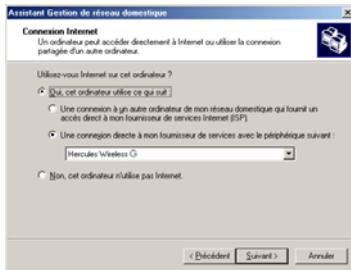 Assistant Gestion de réseau domestique
Connexion Internet
Un ordinateur peut accéder directement à Internet ou utiliser la connexion
partagée d'un autre ordinateur.
Utilisez-vous Internet sur cet ordinateur ?
Oui, cet ordinateur utilise ce qui suit :
Une connexion à un autre ordinateur de mon réseau domestique qui fournit un
accès direct à mon fournisseur de services Internet (ISP).
Une connexion directe à mon fournisseur de services avec le périphérique suivant :
Hercules Wireless G
Non, cet ordinateur n'utilise pas Internet.
< Précédent Suivant > Annuler